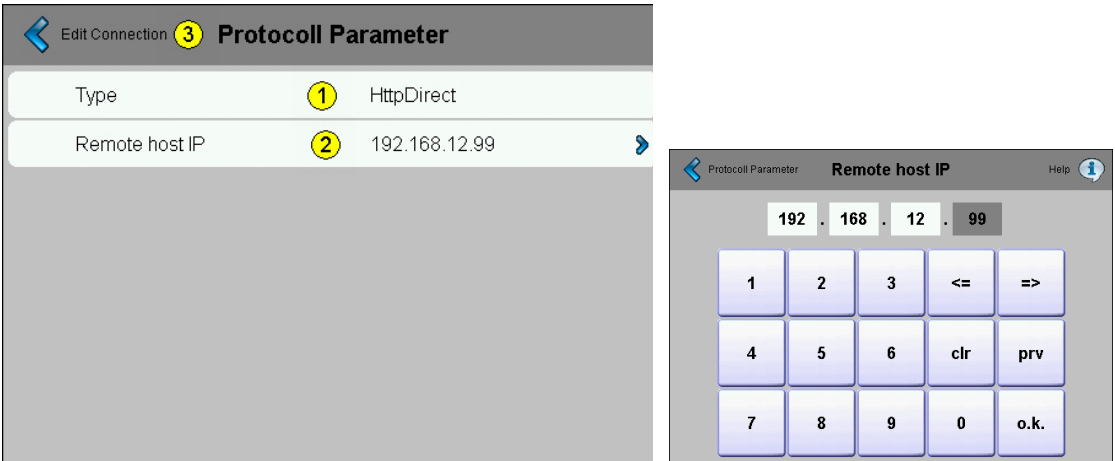 Edit Connection 3 Protocoll Parameter
Type 1 HttpDirect
Remote host IP 2 192.168.12.99
Protocoll Parameter Remote host IP Help i
192 . 168 . 12 . 99
1 2 3 <= =>
4 5 6 clr prv
7 8 9 0 o.k.